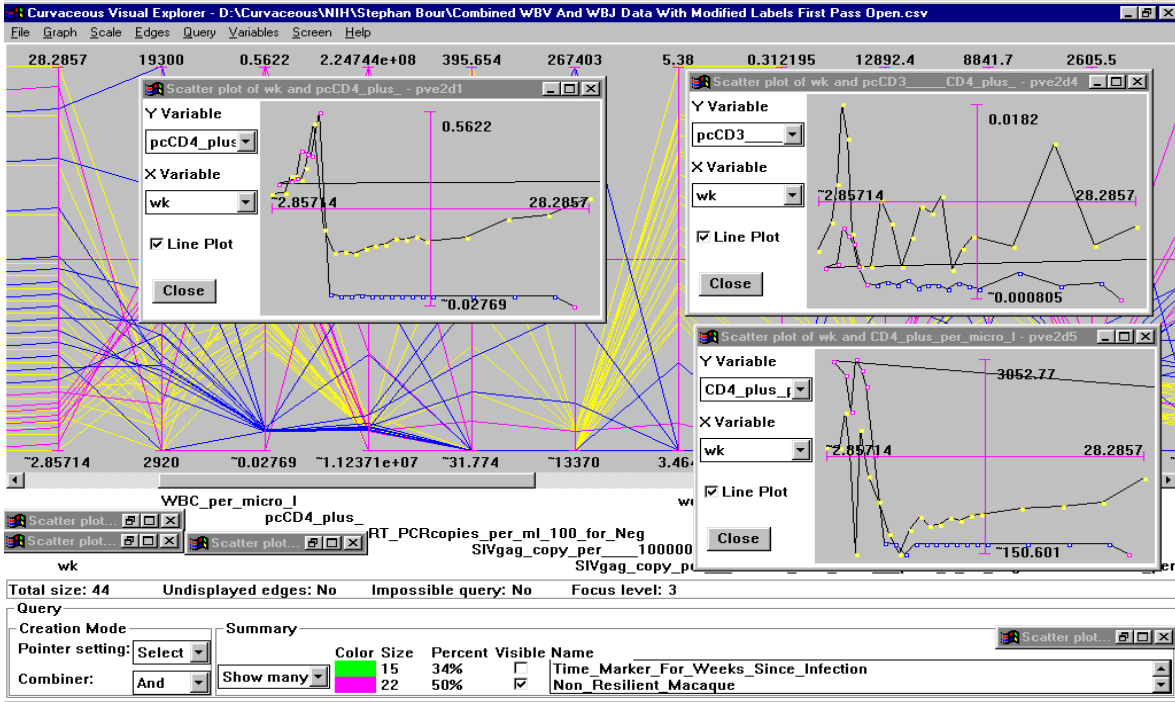 Curvaceous Visual Explorer - D:\Curvaceous\NIH\Stephan Bour\Combined WBV And WBJ Data With Modified Labels First Pass Open.csv
File Graph Scale Edges Query Variables Screen Help
28.2857 19300 0.5622 2.24744e+08 395.654 267403 5.38 0.312195 12892.4 8841.7 2605.5
Scatter plot of wk and pcCD4_plus_ - pve2d1
Y Variable
pcCD4_plus
X Variable
wk
Line Plot
Close
0.5622
~2.85714 28.2857
~0.02769
Scatter plot of wk and pcCD3_____CD4_plus_ - pve2d4
Y Variable
pcCD3____
X Variable
wk
Line Plot
Close
0.0182
~2.85714 28.2857
~0.000805
Scatter plot of wk and CD4_plus_per_micro_l - pve2d5
Y Variable
CD4_plus_p
X Variable
wk
Line Plot
Close
3052.77
~2.85714 28.2857
~150.601
~2.85714 2920 ~0.02769 ~1.12371e+07 ~31.774 ~13370 3.464
WBC_per_micro_l
pcCD4_plus_
RT_PCRcopies_per_ml_100_for_Neg
SIVgag_copy_per____100000
wk
Scatter plot...
Scatter plot...
Scatter plot...
Total size: 44 Undisplayed edges: No Impossible query: No Focus level: 3
Query
Creation Mode
Pointer setting: Select
Combiner: And
Summary
Show many
Color Size Percent Visible Name
15 34% Time_Marker_For_Weeks_Since_Infection
22 50% Non_Resilient_Macaque
Scatter plot...